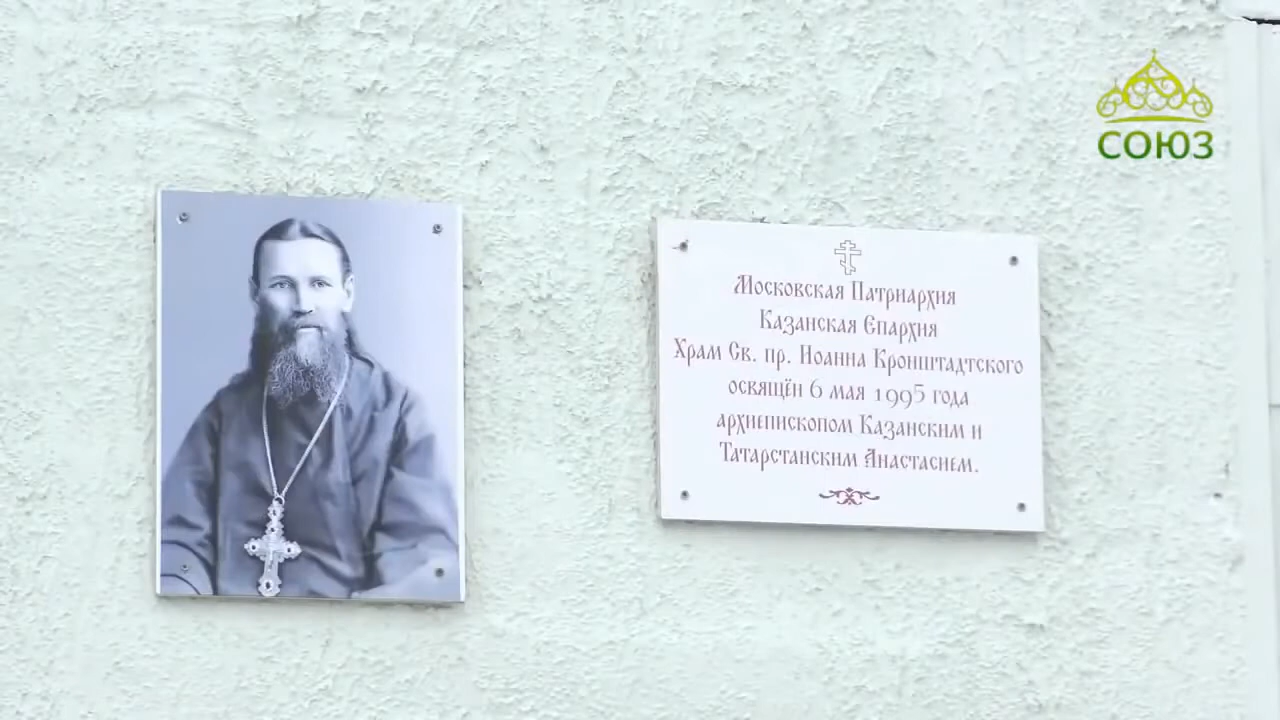 СОЮЗ
Московская Патриархия
Казанская Епархия
Храм Св. пр. Иоанна Кронштадтского
освящён 6 мая 1995 года
архиепископом Казанским и
Татарстанским Анастасием.